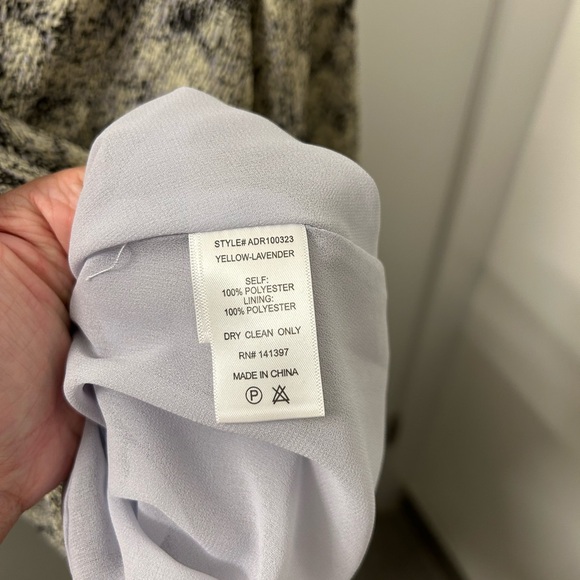 STYLE# ADR100323
YELLOW-LAVENDER
SELF:
100% POLYESTER
LINING:
100% POLYESTER
DRY CLEAN ONLY
RN# 141397
MADE IN CHINA
P